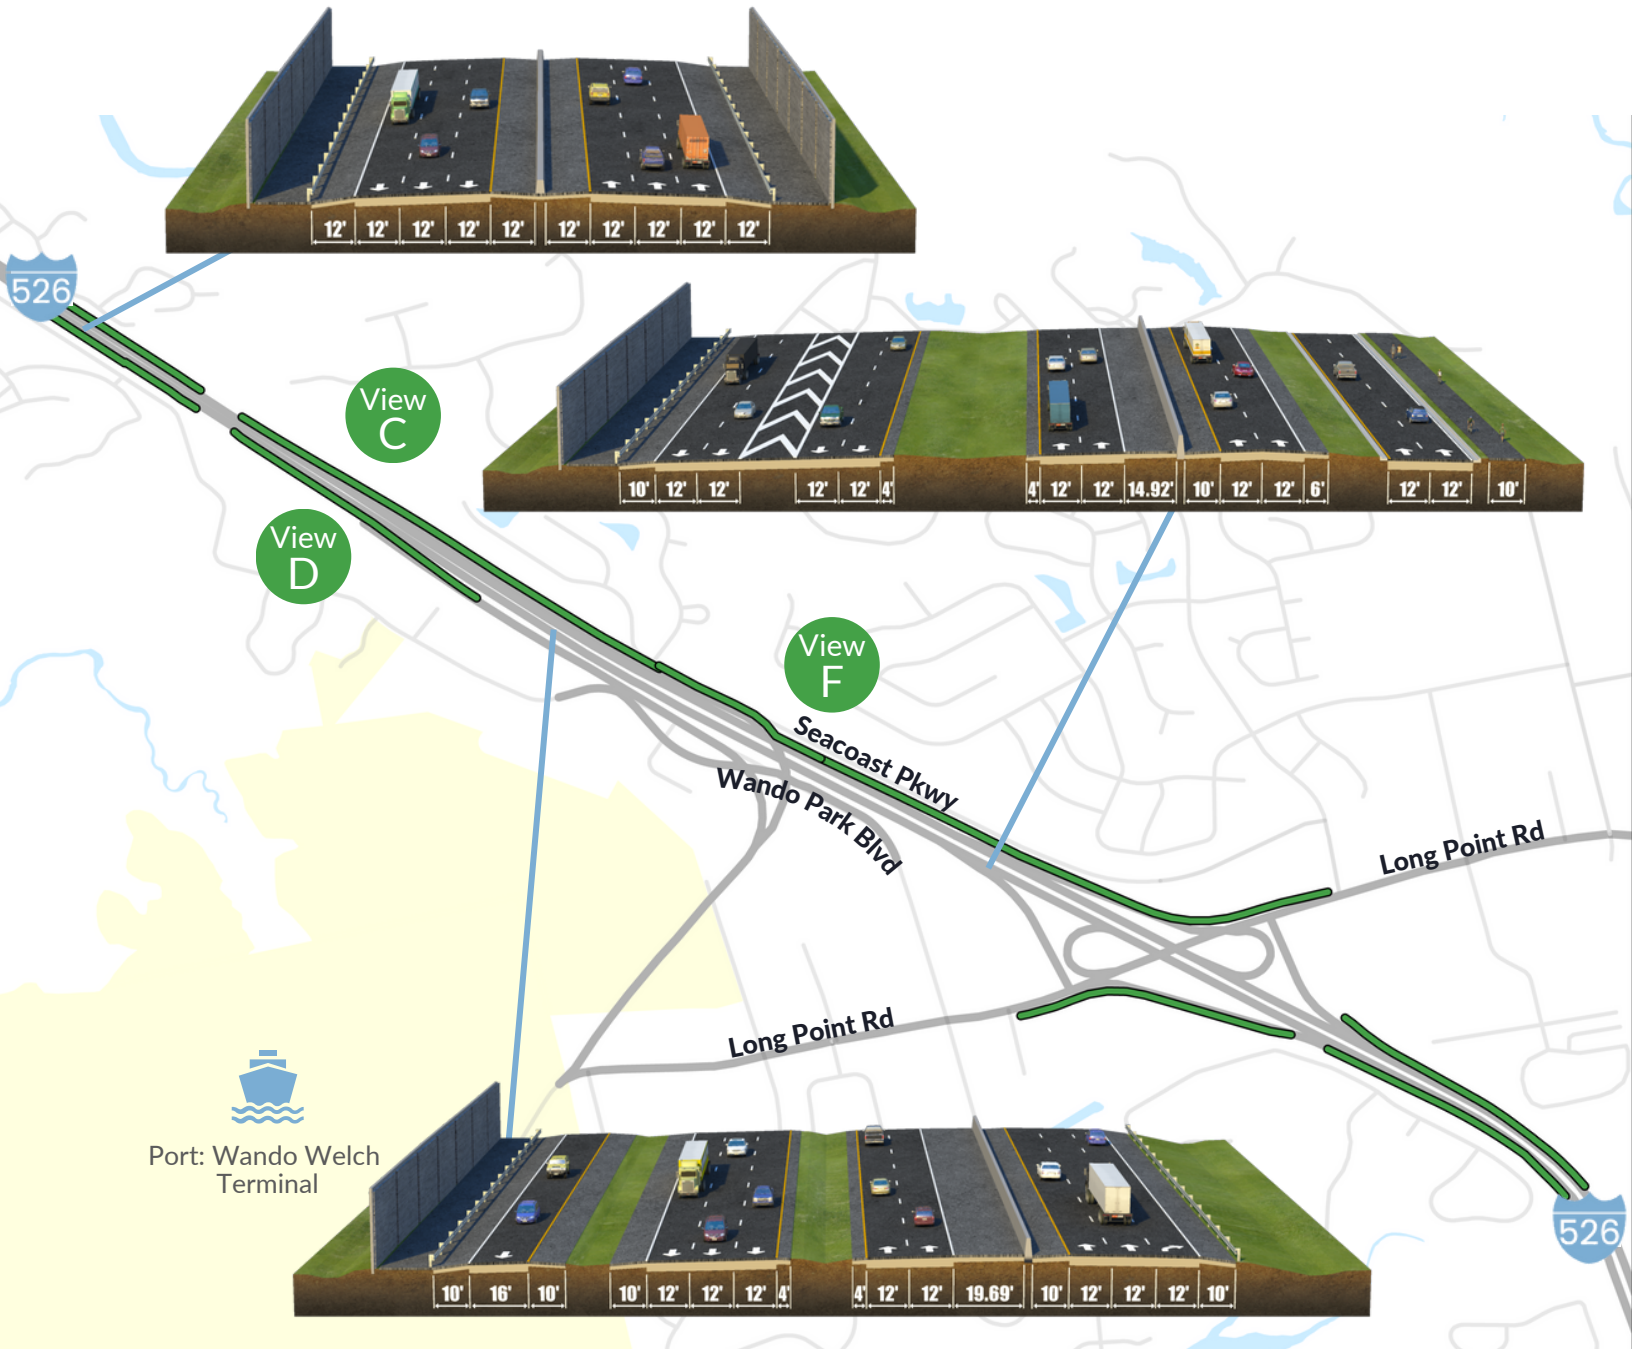 12' 12' 12' 12' 12' 12' 12' 12' 12' 12'
526
View
C
10' 12' 12' 12' 12' 4' 4' 12' 12' 14.92' 10' 12' 12' 6' 12' 12' 10'
View
D
View
F
Seacoast Pkwy
Wando Park Blvd
Long Point Rd
Long Point Rd
Port: Wando Welch
Terminal
526
10' 16' 10' 10' 12' 12' 12' 4' 4' 12' 12' 19.69' 10' 12' 12' 12' 10'